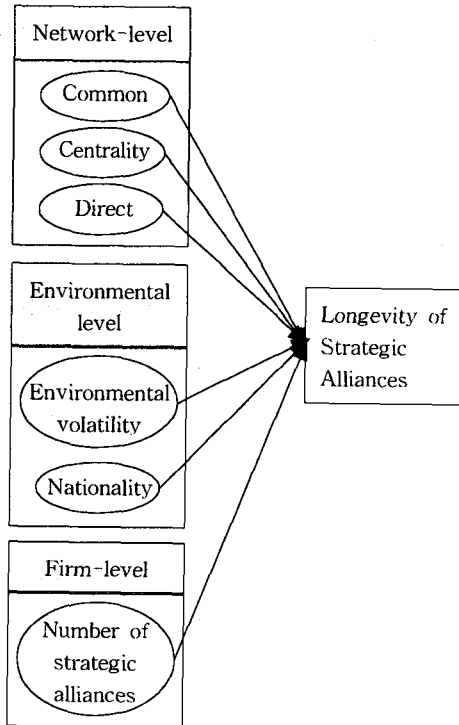 Network-level
Common
Centrality
Direct
Environmental
level
Environmental
volatility
Nationality
Firm-level
Number of
strategic
alliances
Longevity of
Strategic
Alliances